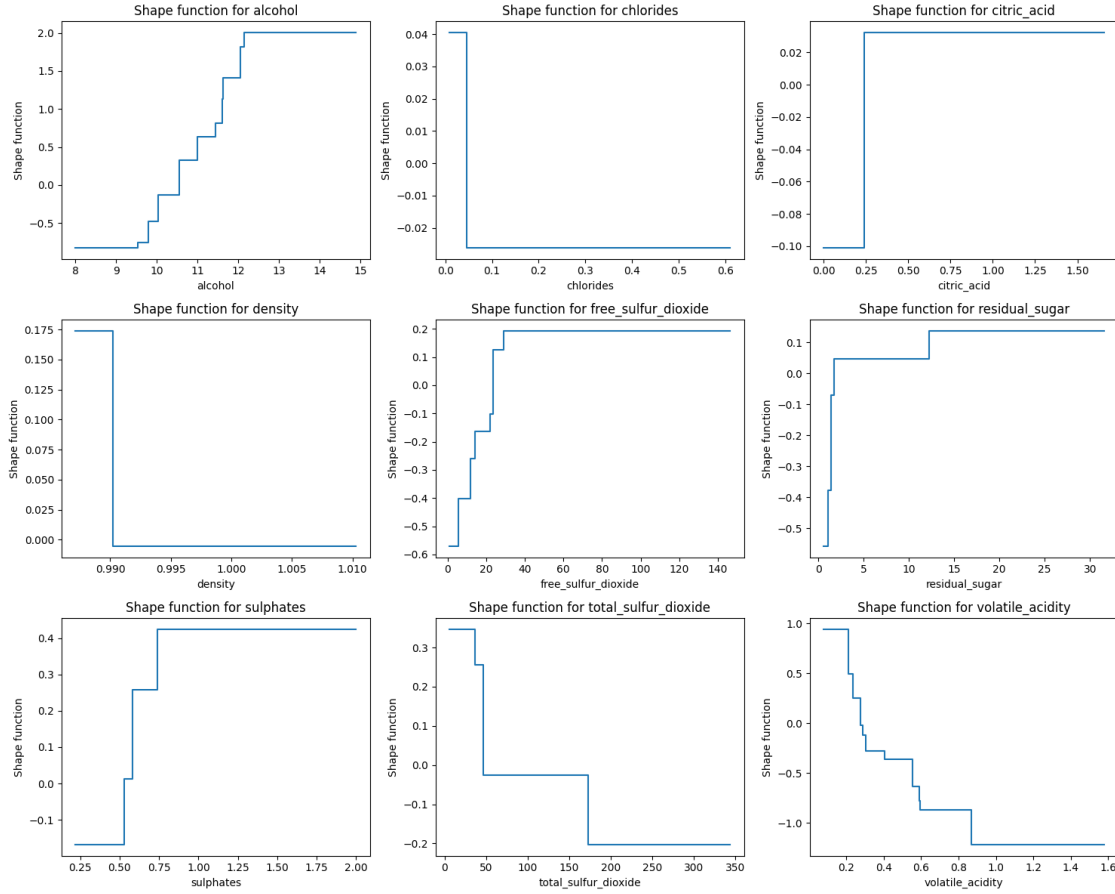 Shape function for alcohol
Shape function
2.0
1.5
1.0
0.5
0.0
−0.5
8 9 10 11 12 13 14 15
alcohol
Shape function for chlorides
Shape function
0.04
0.03
0.02
0.01
0.00
−0.01
−0.02
0.0 0.1 0.2 0.3 0.4 0.5 0.6
chlorides
Shape function for citric_acid
Shape function
0.02
0.00
−0.02
−0.04
−0.06
−0.08
−0.10
0.00 0.25 0.50 0.75 1.00 1.25 1.50
citric_acid
Shape function for density
Shape function
0.175
0.150
0.125
0.100
0.075
0.050
0.025
0.000
0.990 0.995 1.000 1.005 1.010
density
Shape function for free_sulfur_dioxide
Shape function
0.2
0.1
0.0
−0.1
−0.2
−0.3
−0.4
−0.5
−0.6
0 20 40 60 80 100 120 140
free_sulfur_dioxide
Shape function for residual_sugar
Shape function
0.1
0.0
−0.1
−0.2
−0.3
−0.4
−0.5
0 5 10 15 20 25 30
residual_sugar
Shape function for sulphates
Shape function
0.4
0.3
0.2
0.1
0.0
−0.1
0.25 0.50 0.75 1.00 1.25 1.50 1.75 2.00
sulphates
Shape function for total_sulfur_dioxide
Shape function
0.3
0.2
0.1
0.0
−0.1
−0.2
0 50 100 150 200 250 300 350
total_sulfur_dioxide
Shape function for volatile_acidity
Shape function
1.0
0.5
0.0
−0.5
−1.0
0.2 0.4 0.6 0.8 1.0 1.2 1.4 1.6
volatile_acidity